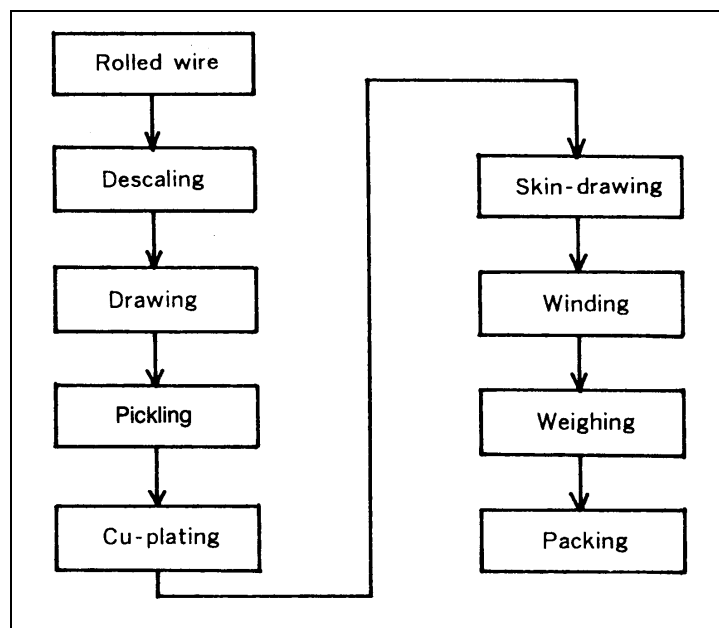 Rolled wire
Descaling
Drawing
Pickling
Cu-plating
Skin-drawing
Winding
Weighing
Packing